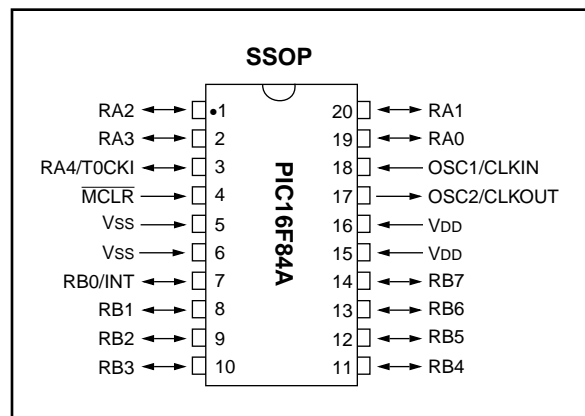 SSOP
RA2 •1 20 RA1
RA3 2 19 RA0
RA4/T0CKI 3 18 OSC1/CLKIN
MCLR 4 17 OSC2/CLKOUT
VSS 5 16 VDD
VSS 6 15 VDD
RB0/INT 7 14 RB7
RB1 8 13 RB6
RB2 9 12 RB5
RB3 10 11 RB4
PIC16F84A